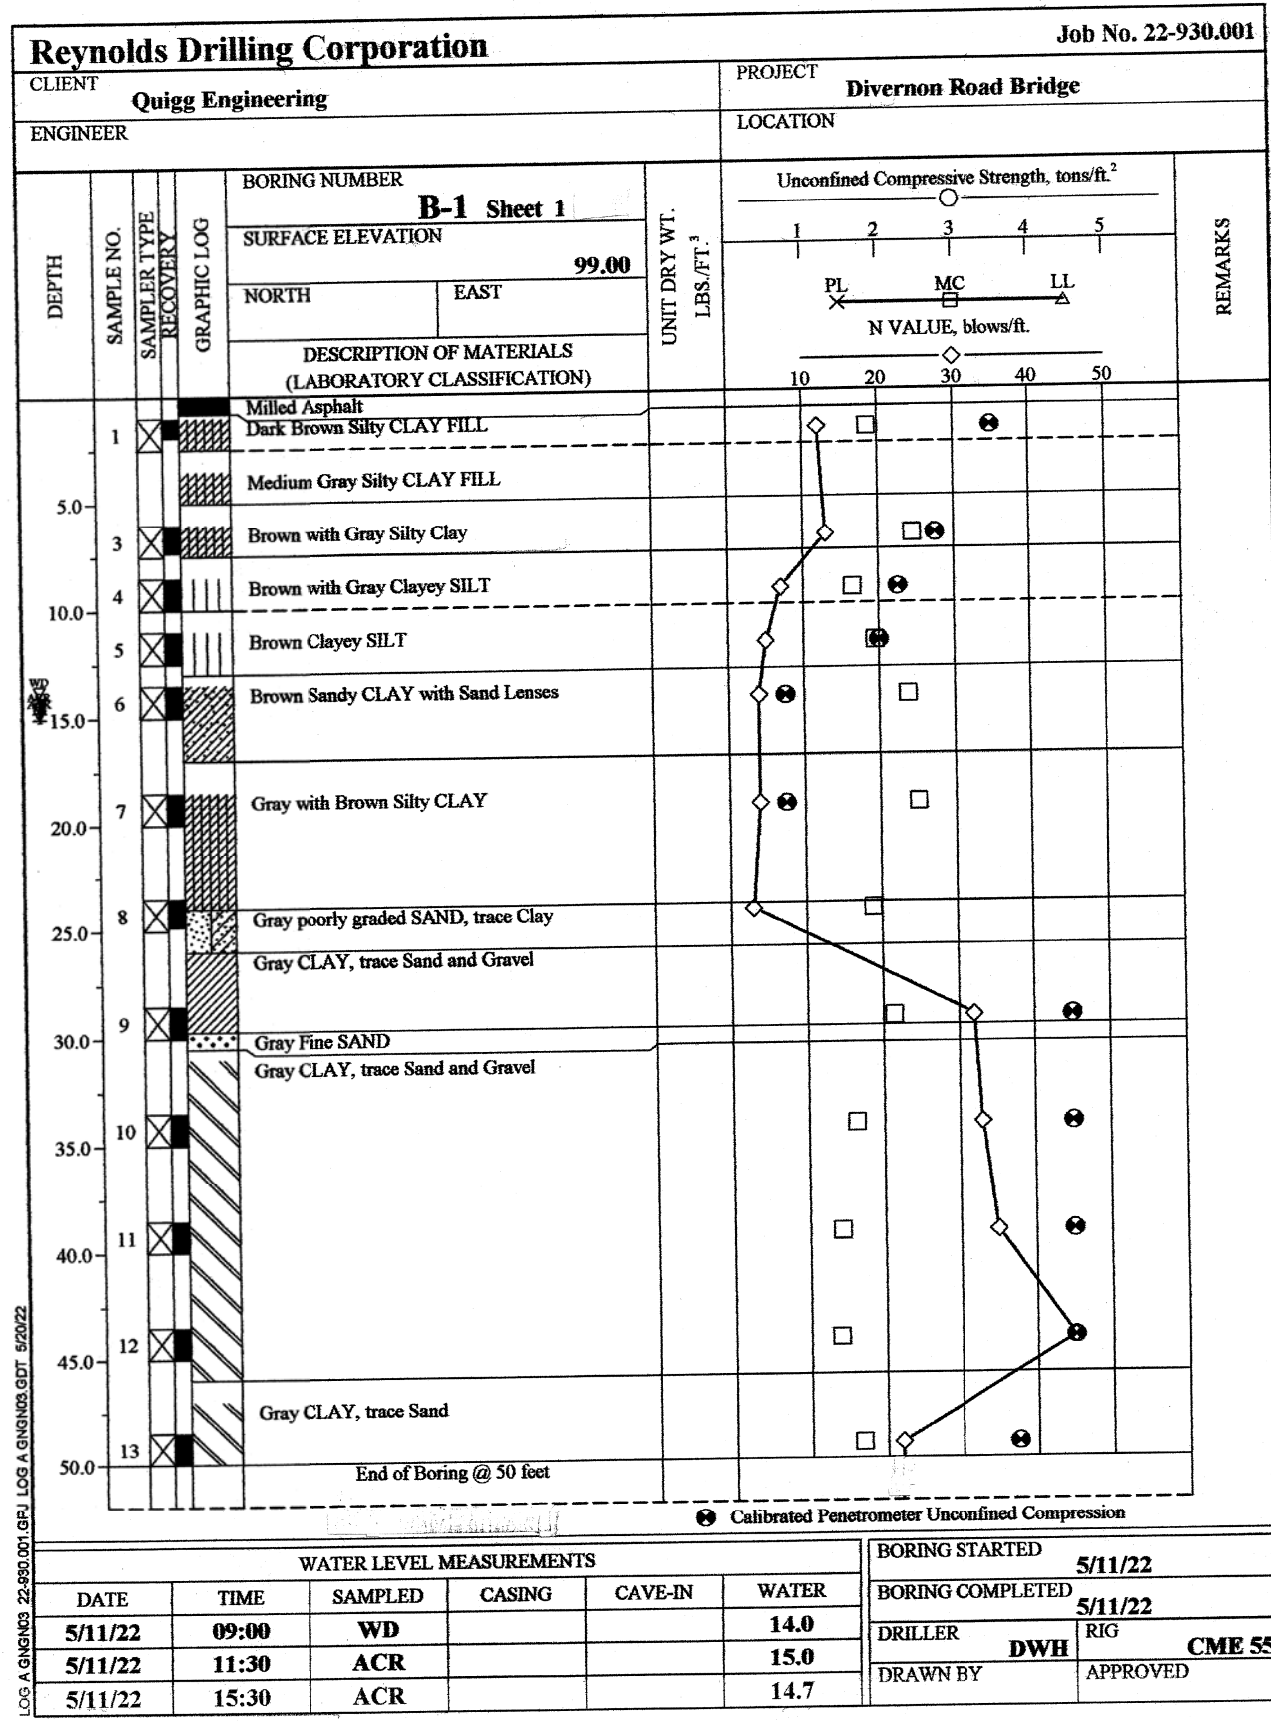 Reynolds Drilling Corporation
Job No. 22-930.001
CLIENT
Quigg Engineering
PROJECT
Divernon Road Bridge
ENGINEER
LOCATION
DEPTH
SAMPLE NO.
SAMPLER TYPE
RECOVERY
GRAPHIC LOG
BORING NUMBER
B-1 Sheet 1
SURFACE ELEVATION
99.00
NORTH
EAST
DESCRIPTION OF MATERIALS
(LABORATORY CLASSIFICATION)
UNIT DRY WT.
LBS./FT.³
Unconfined Compressive Strength, tons/ft.²
1 2 3 4 5
PL MC LL
N VALUE, blows/ft.
10 20 30 40 50
REMARKS
Milled Asphalt
1 Dark Brown Silty CLAY FILL
Medium Gray Silty CLAY FILL
5.0
3 Brown with Gray Silty Clay
4 Brown with Gray Clayey SILT
10.0
5 Brown Clayey SILT
WD
6 Brown Sandy CLAY with Sand Lenses
15.0
7 Gray with Brown Silty CLAY
20.0
8 Gray poorly graded SAND, trace Clay
25.0
Gray CLAY, trace Sand and Gravel
9
30.0 Gray Fine SAND
Gray CLAY, trace Sand and Gravel
10
35.0
11
40.0
12
45.0
Gray CLAY, trace Sand
13
50.0
End of Boring @ 50 feet
Calibrated Penetrometer Unconfined Compression
LOG A GNGN03 22-930.001.GPJ LOG A GNGN03.GDT 5/20/22
WATER LEVEL MEASUREMENTS
DATE TIME SAMPLED CASING CAVE-IN WATER
5/11/22 09:00 WD 14.0
5/11/22 11:30 ACR 15.0
5/11/22 15:30 ACR 14.7
BORING STARTED
5/11/22
BORING COMPLETED
5/11/22
DRILLER
DWH
RIG
CME 55
DRAWN BY
APPROVED